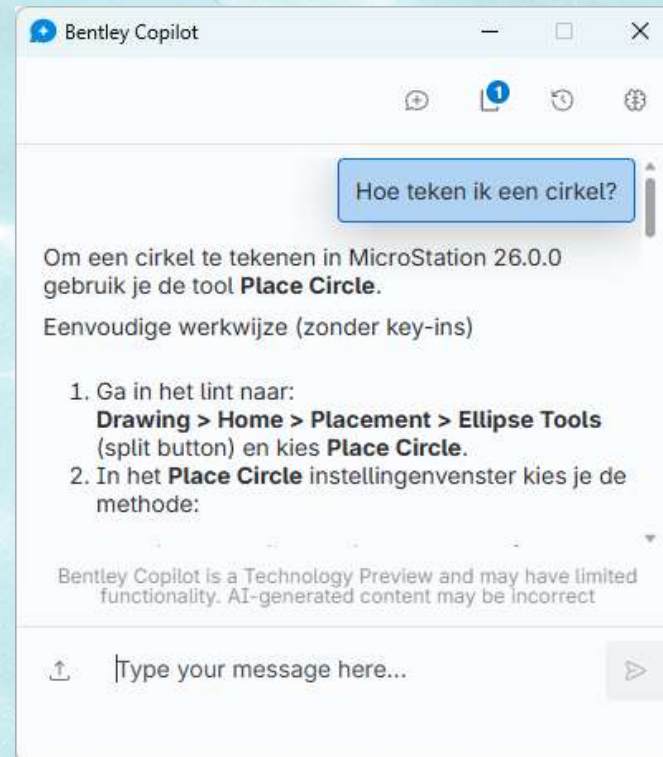 Bentley Copilot
1
Hoe teken ik een cirkel?
Om een cirkel te tekenen in MicroStation 26.0.0
gebruik je de tool Place Circle.
Eenvoudige werkwijze (zonder key-ins)
1. Ga in het lint naar:
Drawing > Home > Placement > Ellipse Tools
(split button) en kies Place Circle.
2. In het Place Circle instellingenvenster kies je de
methode:
Bentley Copilot is a Technology Preview and may have limited
functionality. AI-generated content may be incorrect
Type your message here...